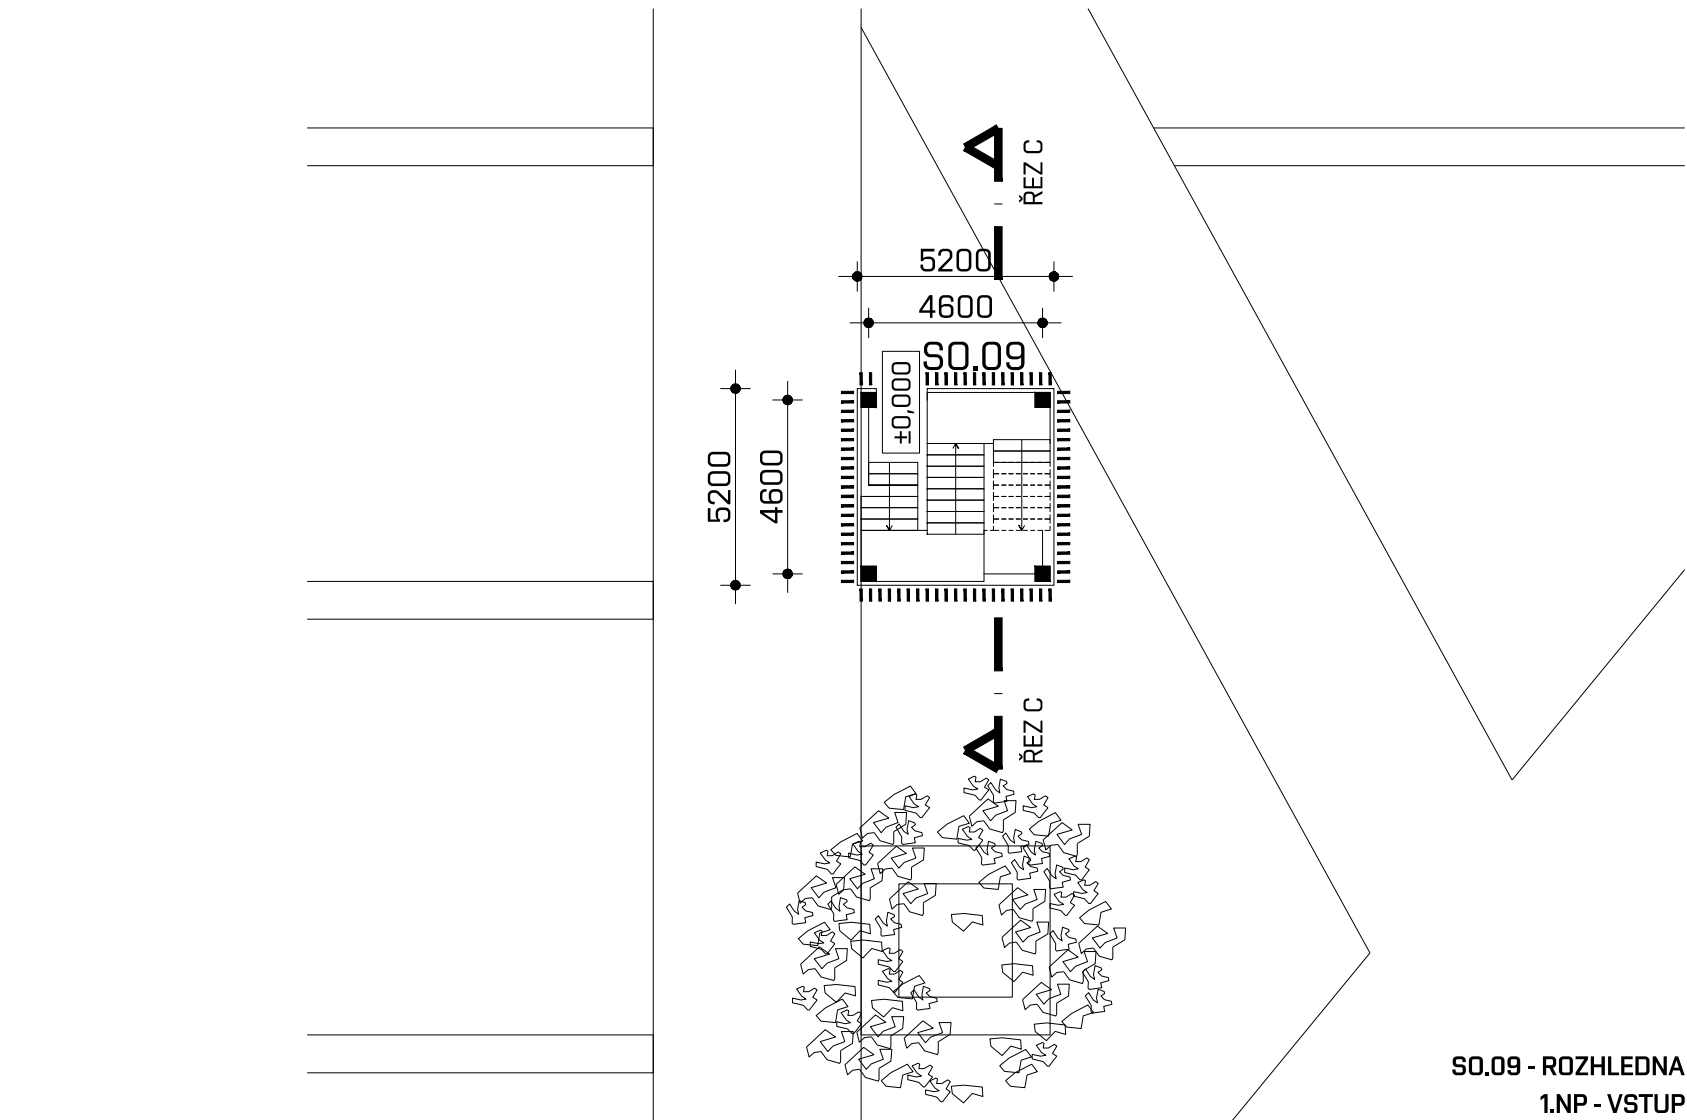 ŘEZ C
5200
4600
SO.09
±0,000
5200
4600
ŘEZ C
SO.09 - ROZHLEDNA
1.NP - VSTUP